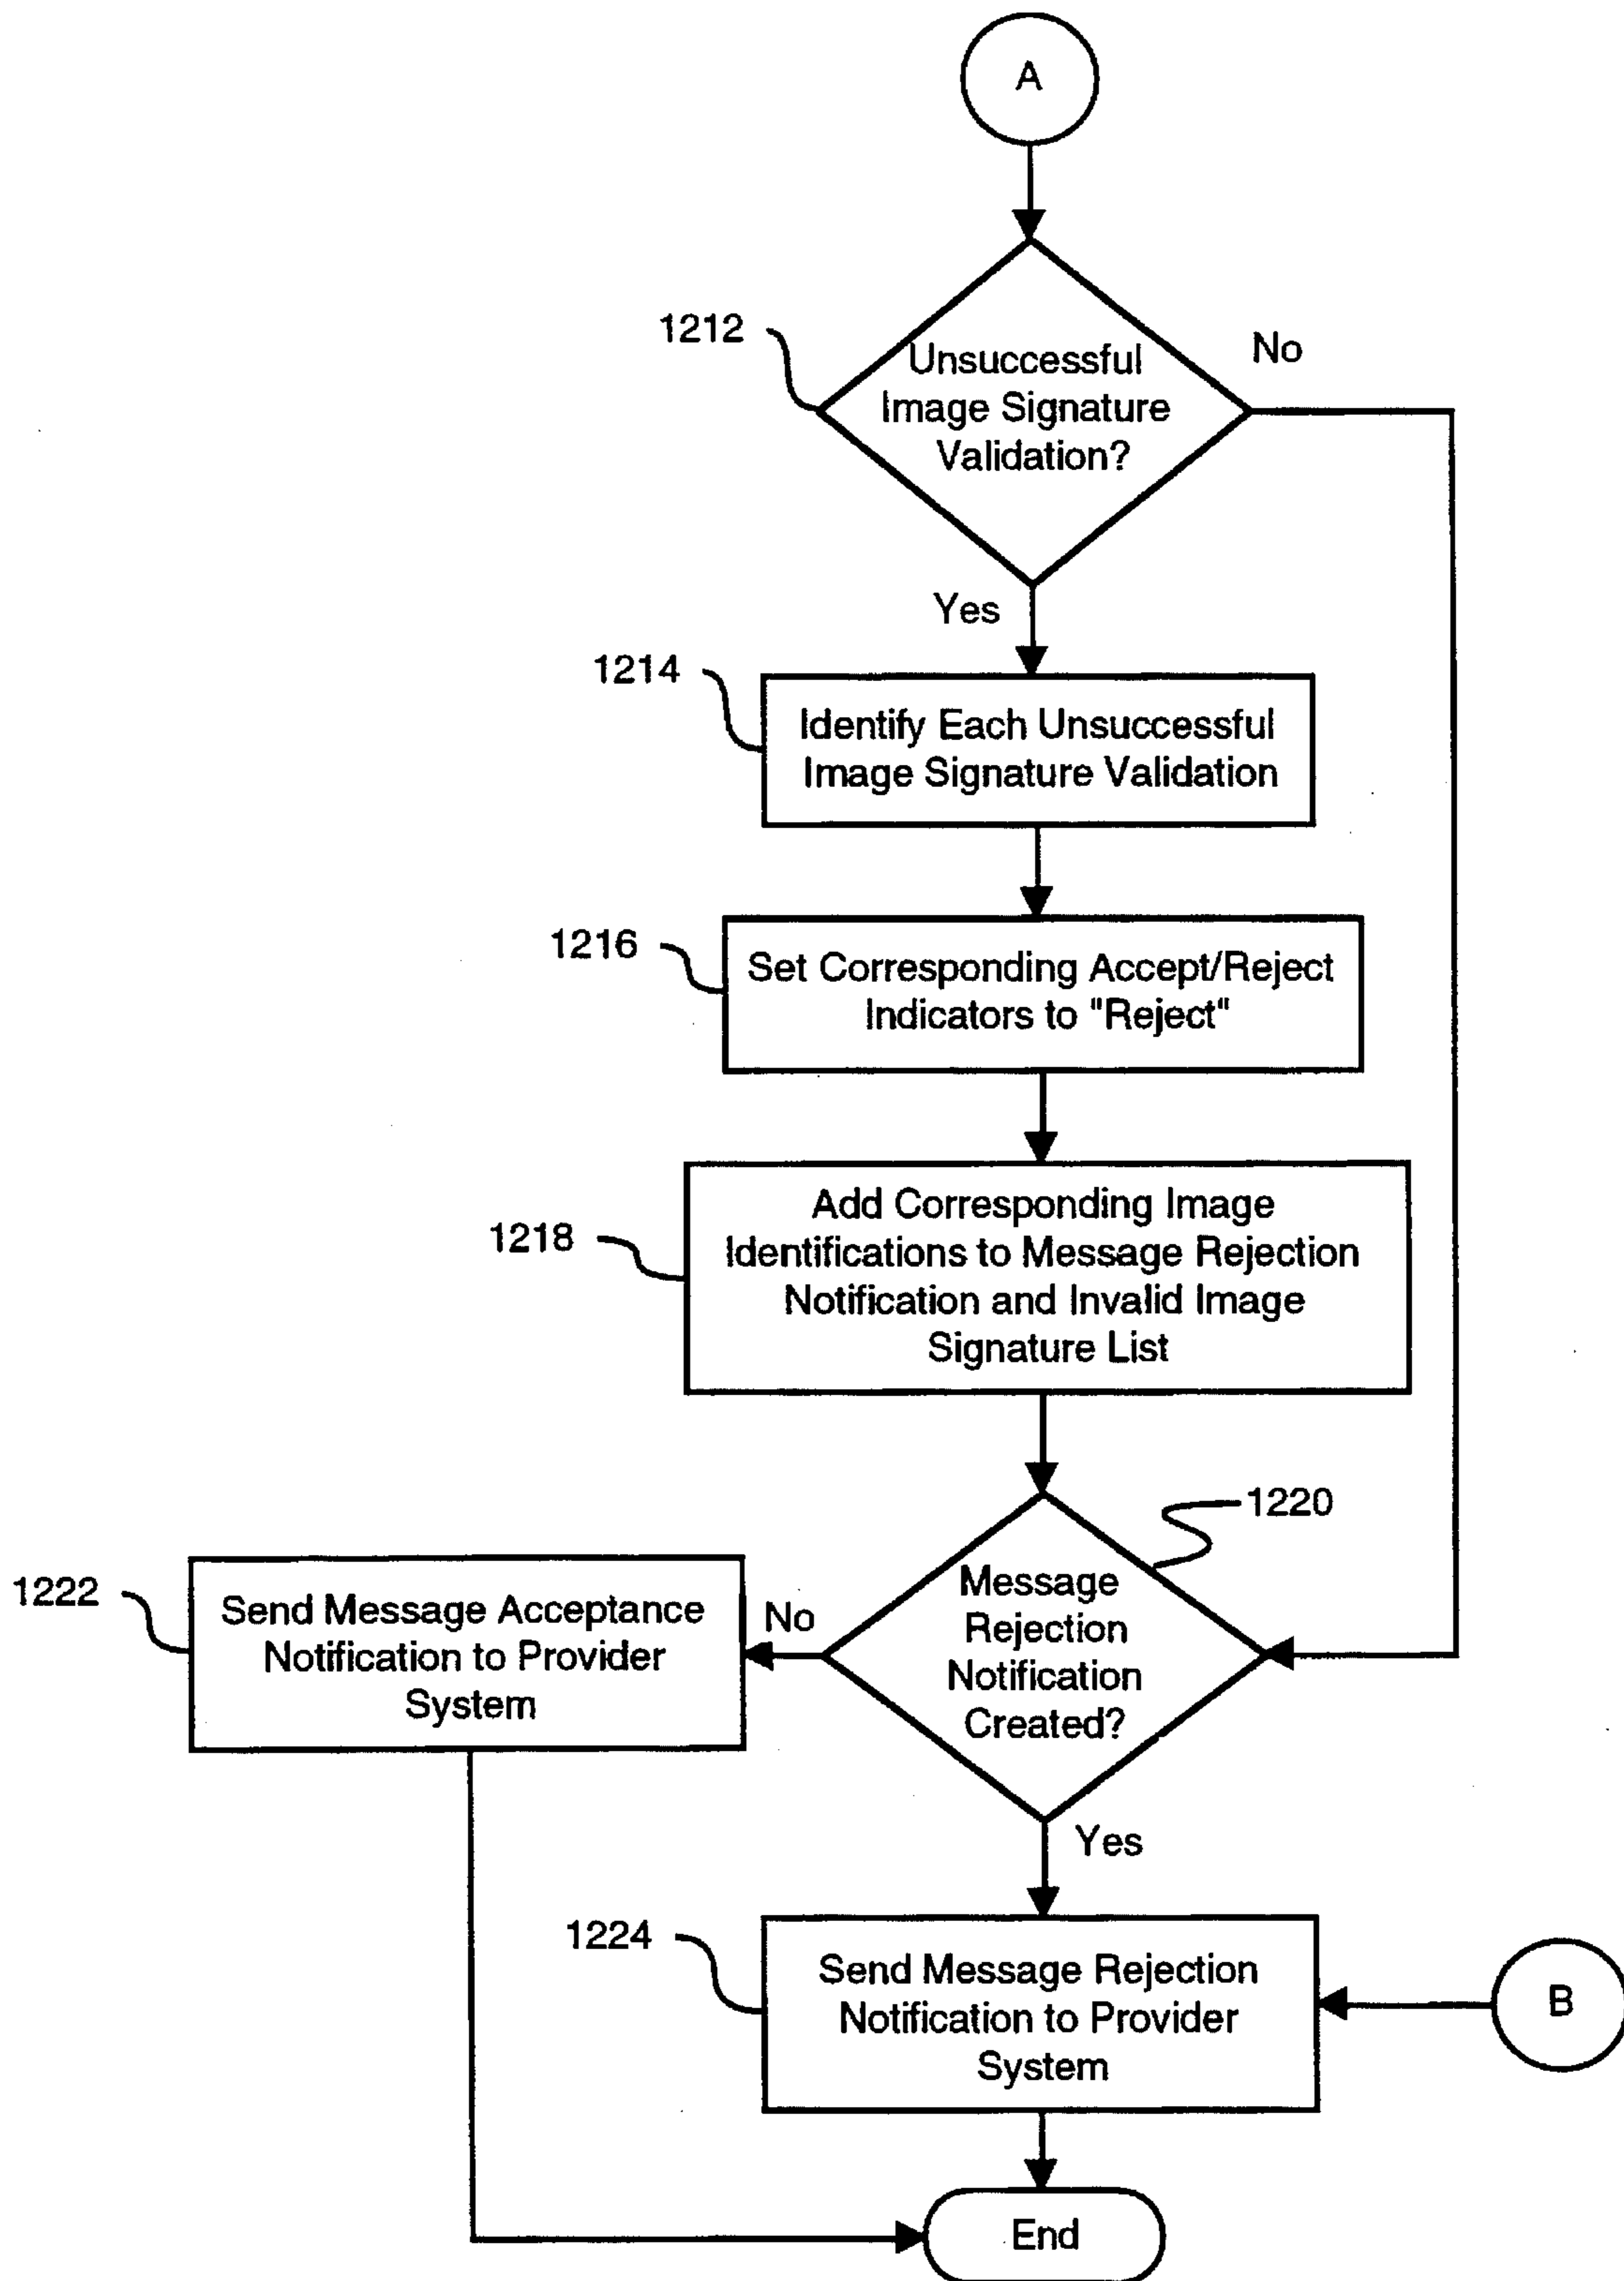 A
1212
Unsuccessful
Image Signature
Validation?
No
Yes
1214
Identify Each Unsuccessful
Image Signature Validation
1216
Set Corresponding Accept/Reject
Indicators to "Reject"
1218
Add Corresponding Image
Identifications to Message Rejection
Notification and Invalid Image
Signature List
1220
Message
Rejection
Notification
Created?
No
1222
Send Message Acceptance
Notification to Provider
System
Yes
1224
Send Message Rejection
Notification to Provider
System
B
End